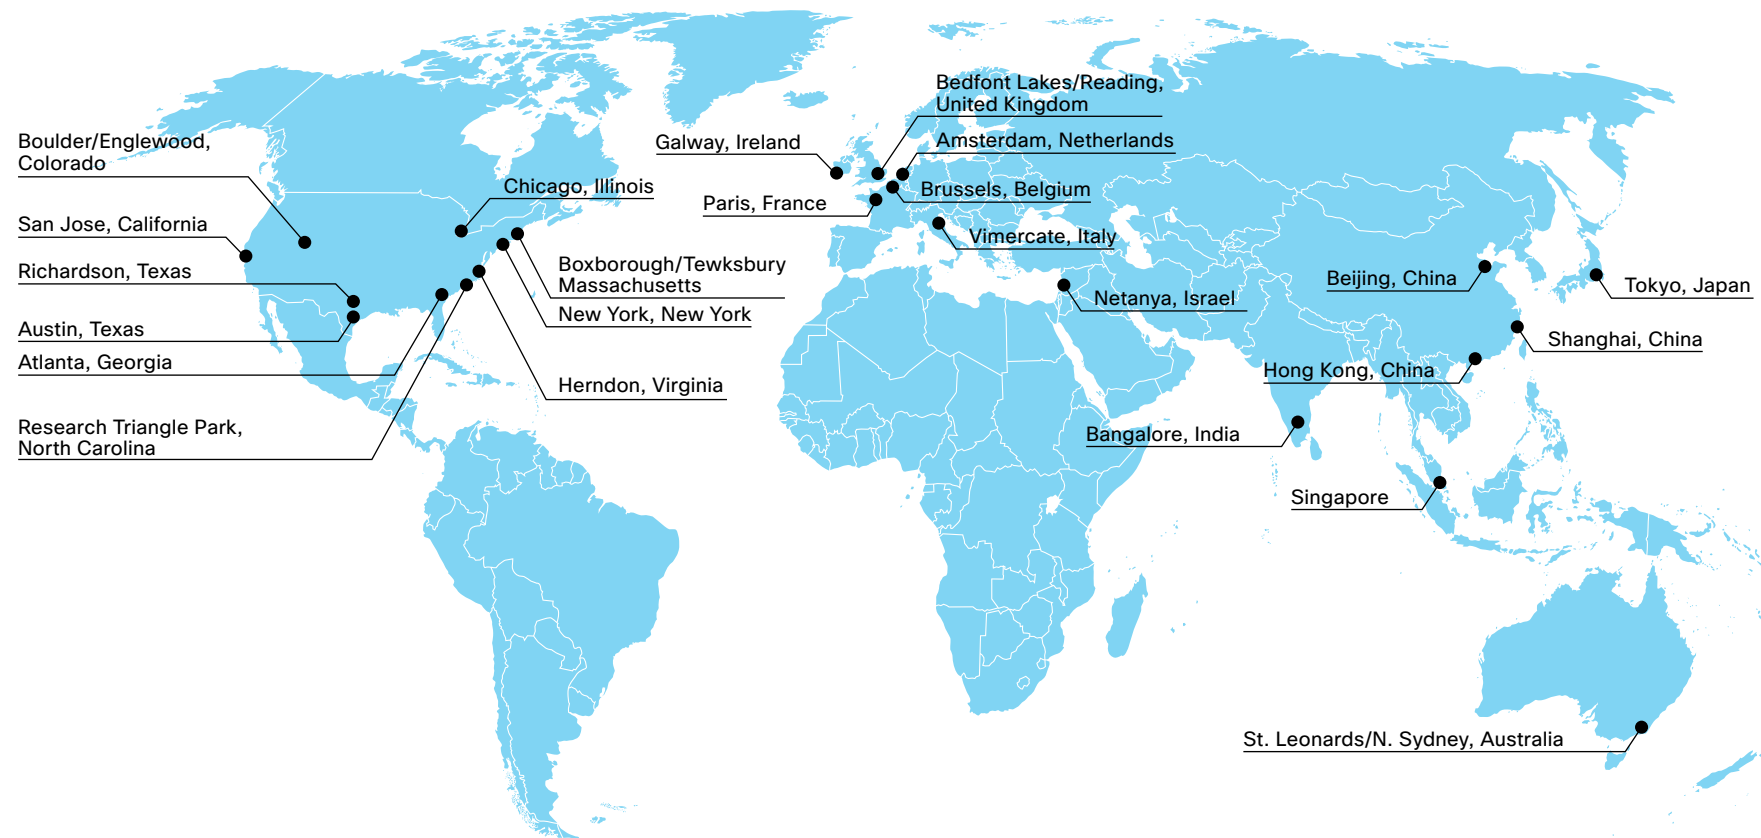 Boulder/Englewood,
Colorado
San Jose, California
Richardson, Texas
Austin, Texas
Atlanta, Georgia
Research Triangle Park,
North Carolina
Chicago, Illinois
Boxborough/Tewksbury
Massachusetts
New York, New York
Herndon, Virginia
Bedfont Lakes/Reading,
United Kingdom
Galway, Ireland
Amsterdam, Netherlands
Brussels, Belgium
Paris, France
Vimercate, Italy
Netanya, Israel
Beijing, China
Tokyo, Japan
Shanghai, China
Hong Kong, China
Bangalore, India
Singapore
St. Leonards/N. Sydney, Australia